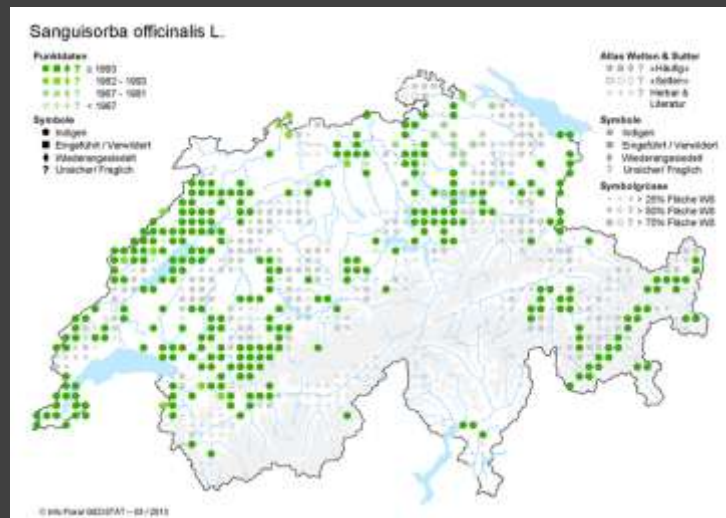 Sanguisorba officinalis L.
Punktdaten
? ≥ 1993
? 1982 - 1993
? 1967 - 1981
? < 1967
Symbole
Indigen
Eingeführt / Verwildert
Wiederangesiedelt
? Unsicher/ Fraglich
Atlas Welten & Sutter
? «Häufig»
? «Selten»
? Herbar &
Literatur
Symbole
Indigen
Eingeführt / Verwildert
Wiederangesiedelt
? Unsicher/ Fraglich
Symbolgrösse
> 25% Fläche WS
> 50% Fläche WS
> 75% Fläche WS
© Info Flora/ GEOSTAT – 03 / 2013